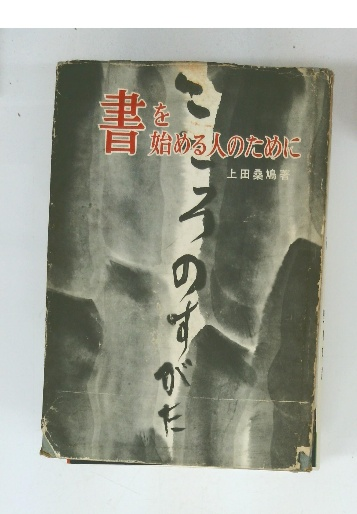 書を
始める人のために
上田桑鳩著
こころのすがた